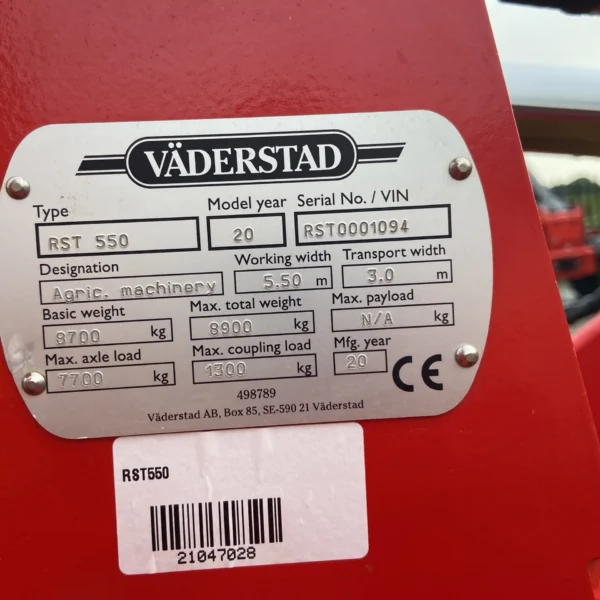 VÄDERSTAD
Type Model year Serial No. / VIN
RST 550 20 RST0001094
Designation Working width Transport width
Agric. machinery 5.50 m 3.0 m
Basic weight Max. total weight Max. payload
8700 kg 8900 kg N/A kg
Max. axle load Max. coupling load Mfg. year
7700 kg 1300 kg 20 CE
498789
Väderstad AB, Box 85, SE-590 21 Väderstad
RST550
21047028